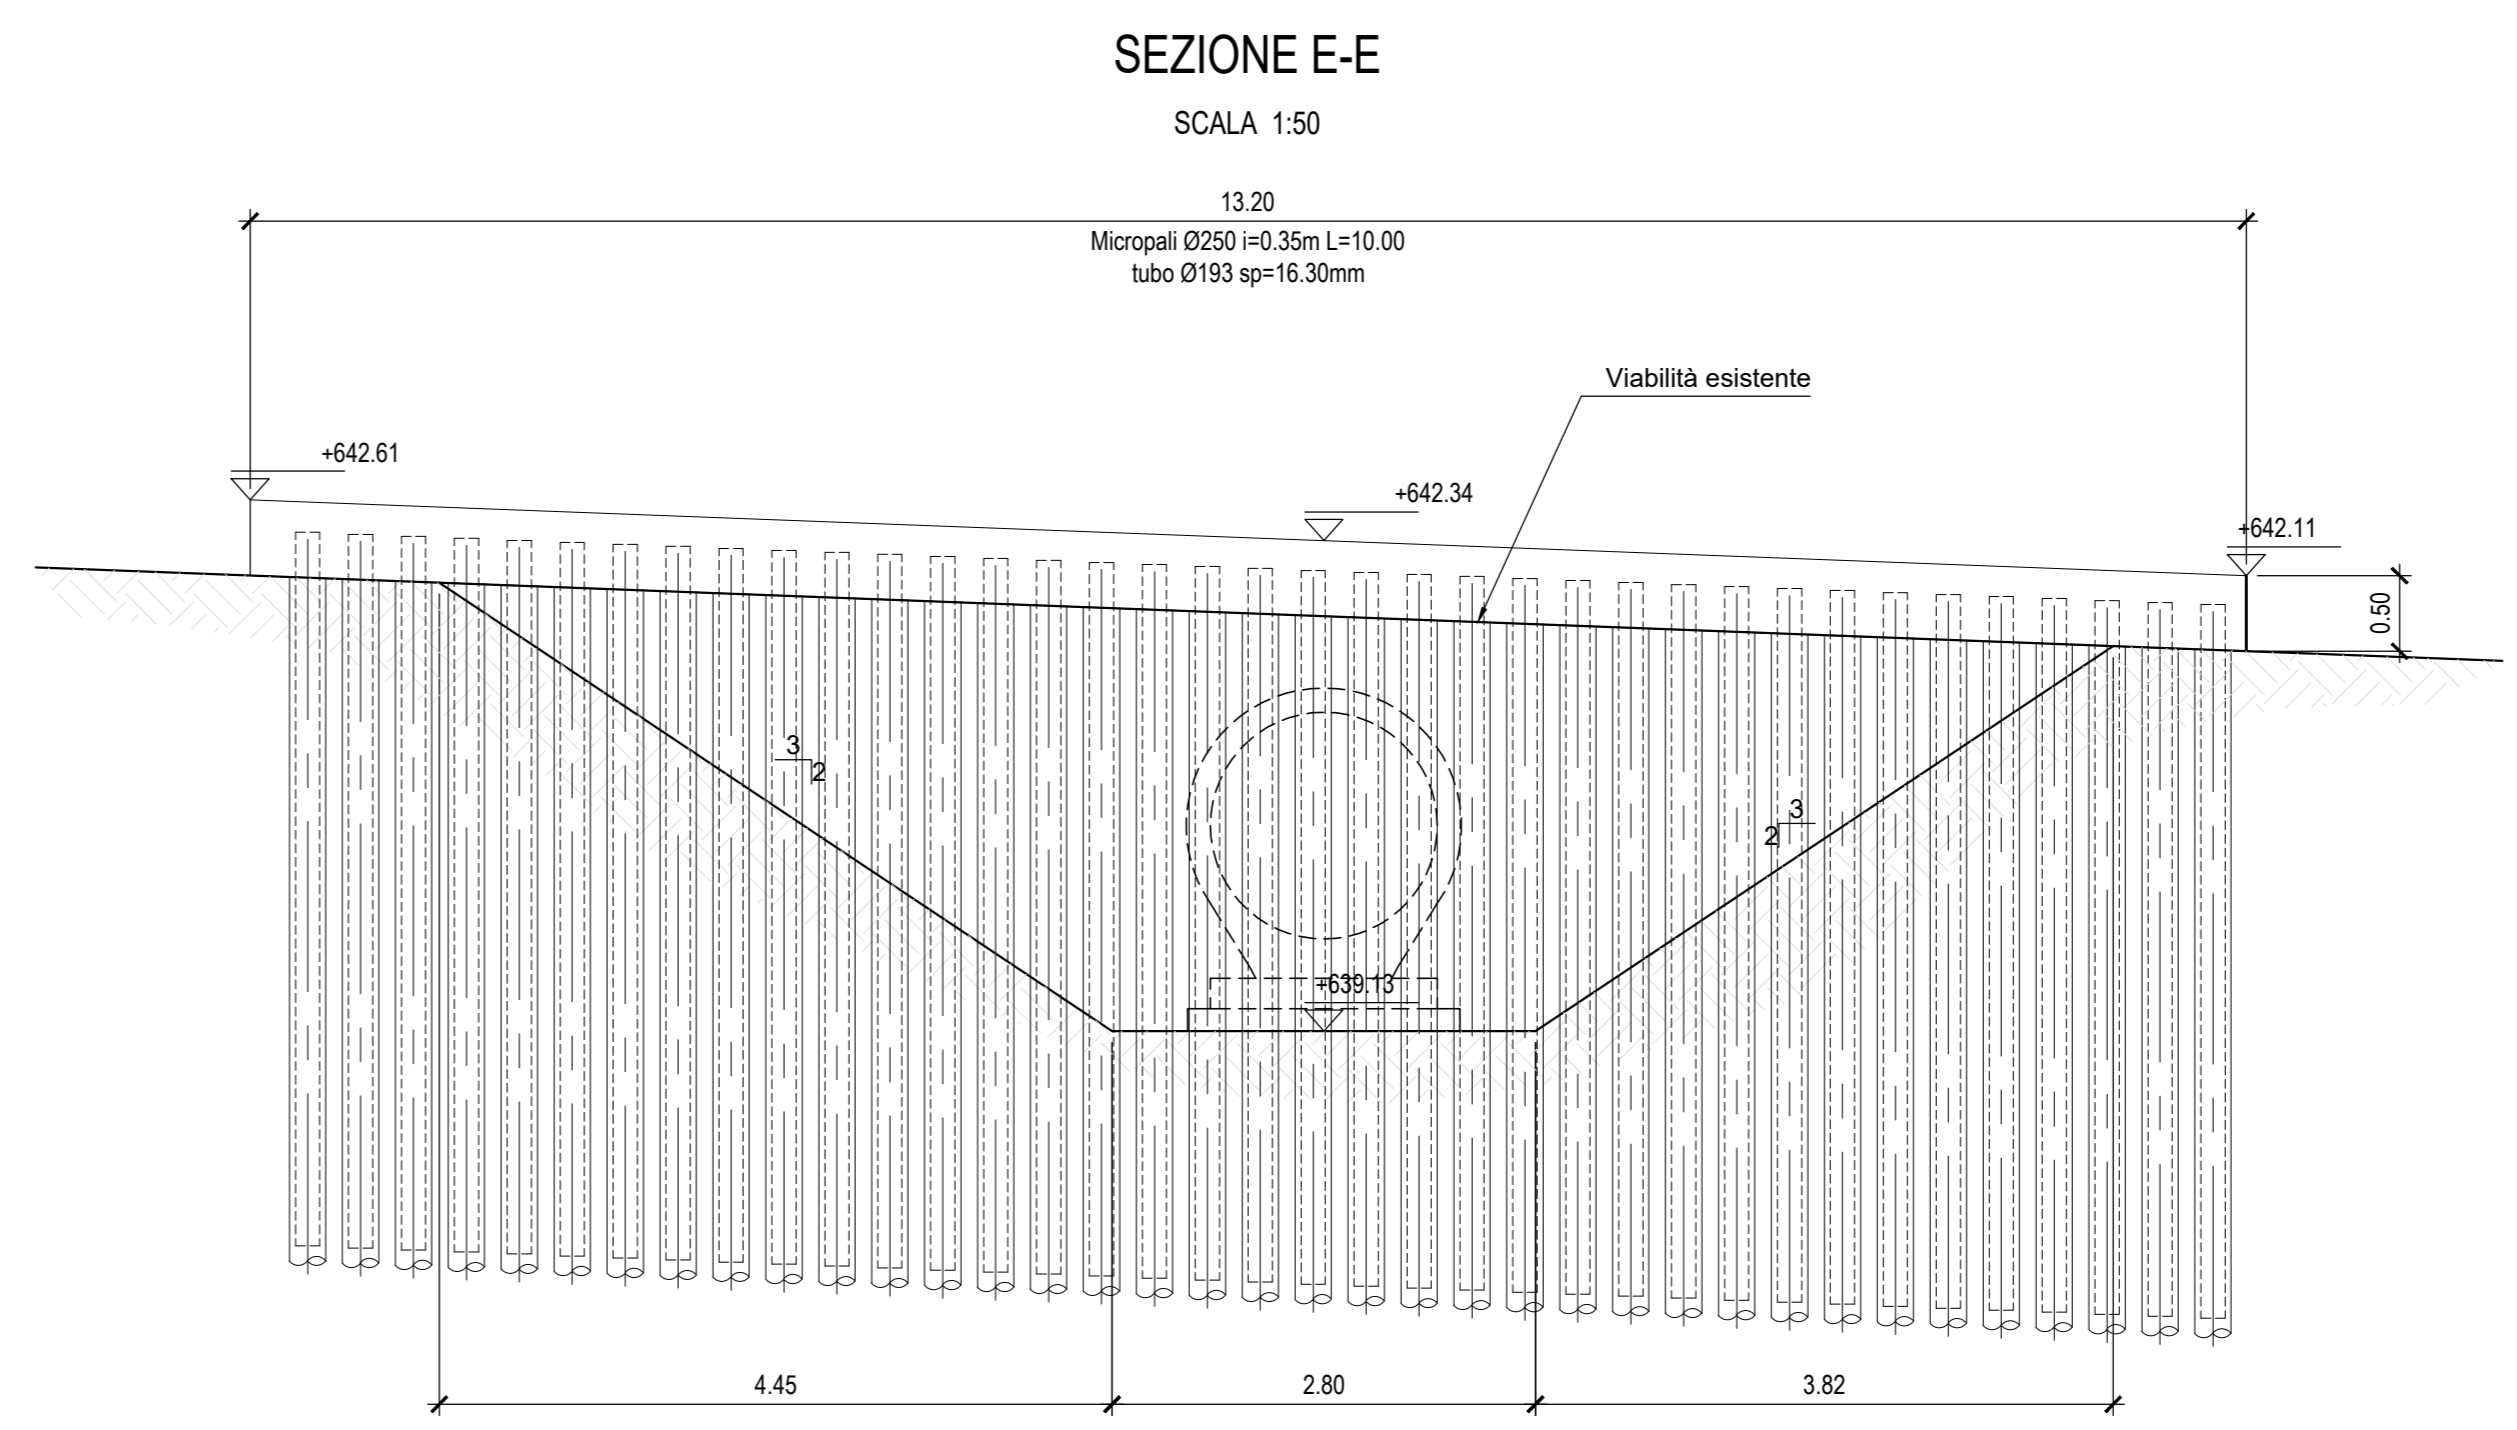 SEZIONE E-E
SCALA 1:50
13.20
Micropali Ø250 i=0.35m L=10.00
tubo Ø193 sp=16.30mm
Viabilità esistente
+642.61
+642.34
+642.11
0.50
3
2
3
2
+639.13
4.45
2.80
3.82